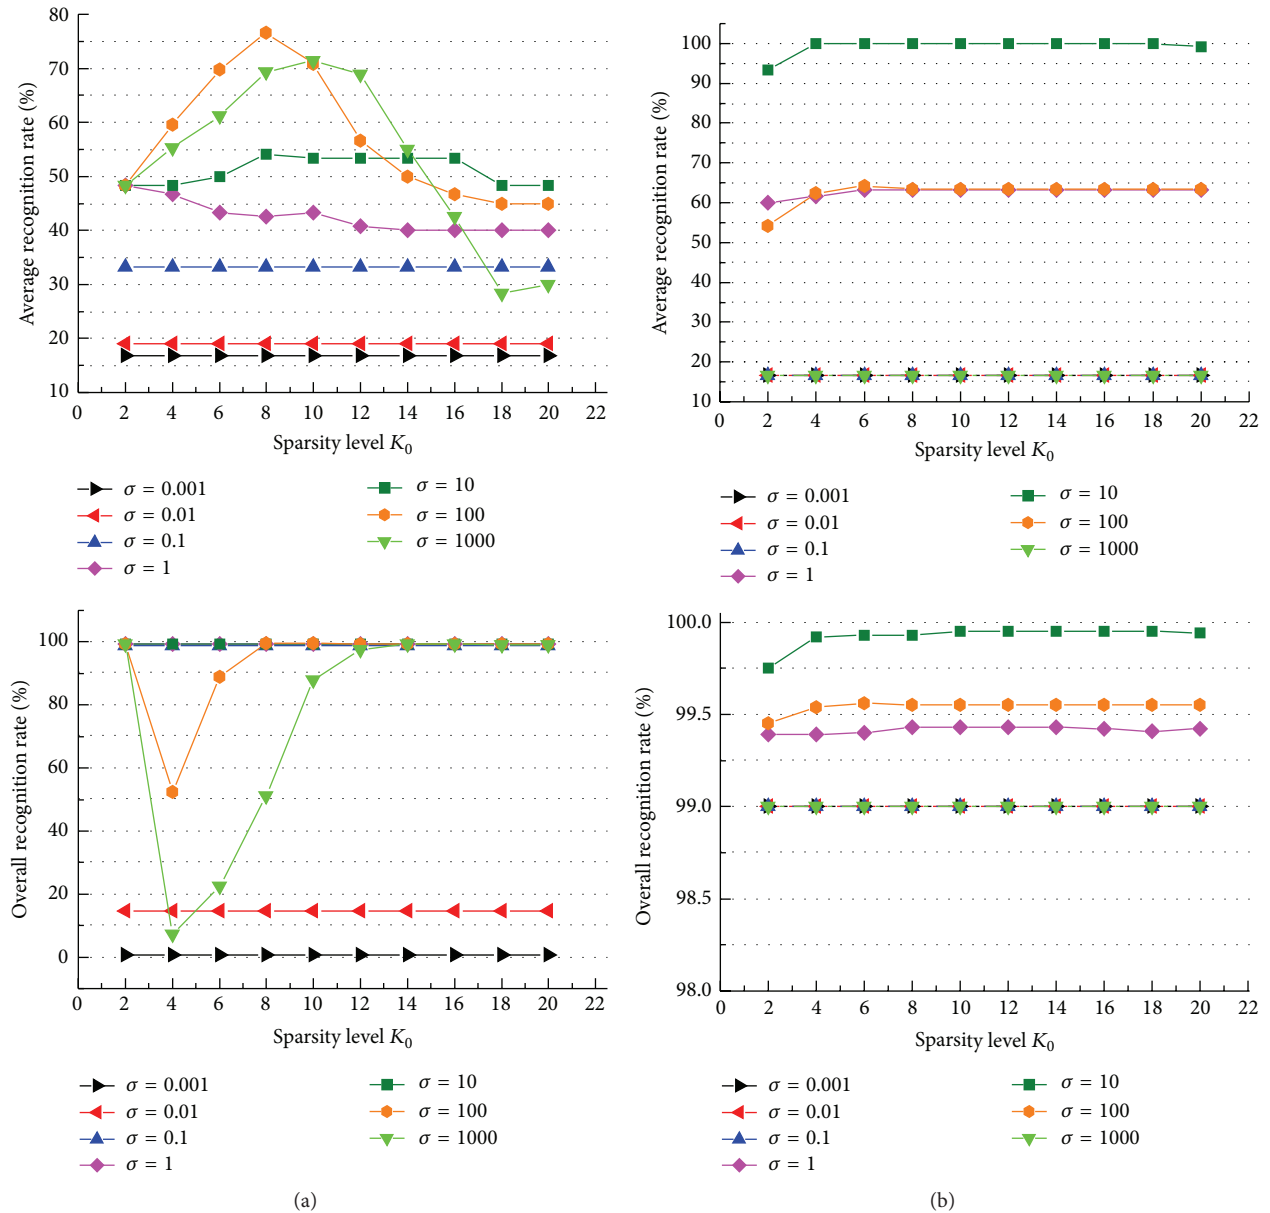 80
70
60
50
40
30
20
10
0 2 4 6 8 10 12 14 16 18 20 22
Average recognition rate (%)
Sparsity level K₀
σ = 0.001
σ = 0.01
σ = 0.1
σ = 1
σ = 10
σ = 100
σ = 1000
100
90
80
70
60
50
40
30
20
10
0 2 4 6 8 10 12 14 16 18 20 22
Average recognition rate (%)
Sparsity level K₀
σ = 0.001
σ = 0.01
σ = 0.1
σ = 1
σ = 10
σ = 100
σ = 1000
100
80
60
40
20
0
0 2 4 6 8 10 12 14 16 18 20 22
Overall recognition rate (%)
Sparsity level K₀
σ = 0.001
σ = 0.01
σ = 0.1
σ = 1
σ = 10
σ = 100
σ = 1000
(a)
100.0
99.5
99.0
98.5
98.0
0 2 4 6 8 10 12 14 16 18 20 22
Overall recognition rate (%)
Sparsity level K₀
σ = 0.001
σ = 0.01
σ = 0.1
σ = 1
σ = 10
σ = 100
σ = 1000
(b)